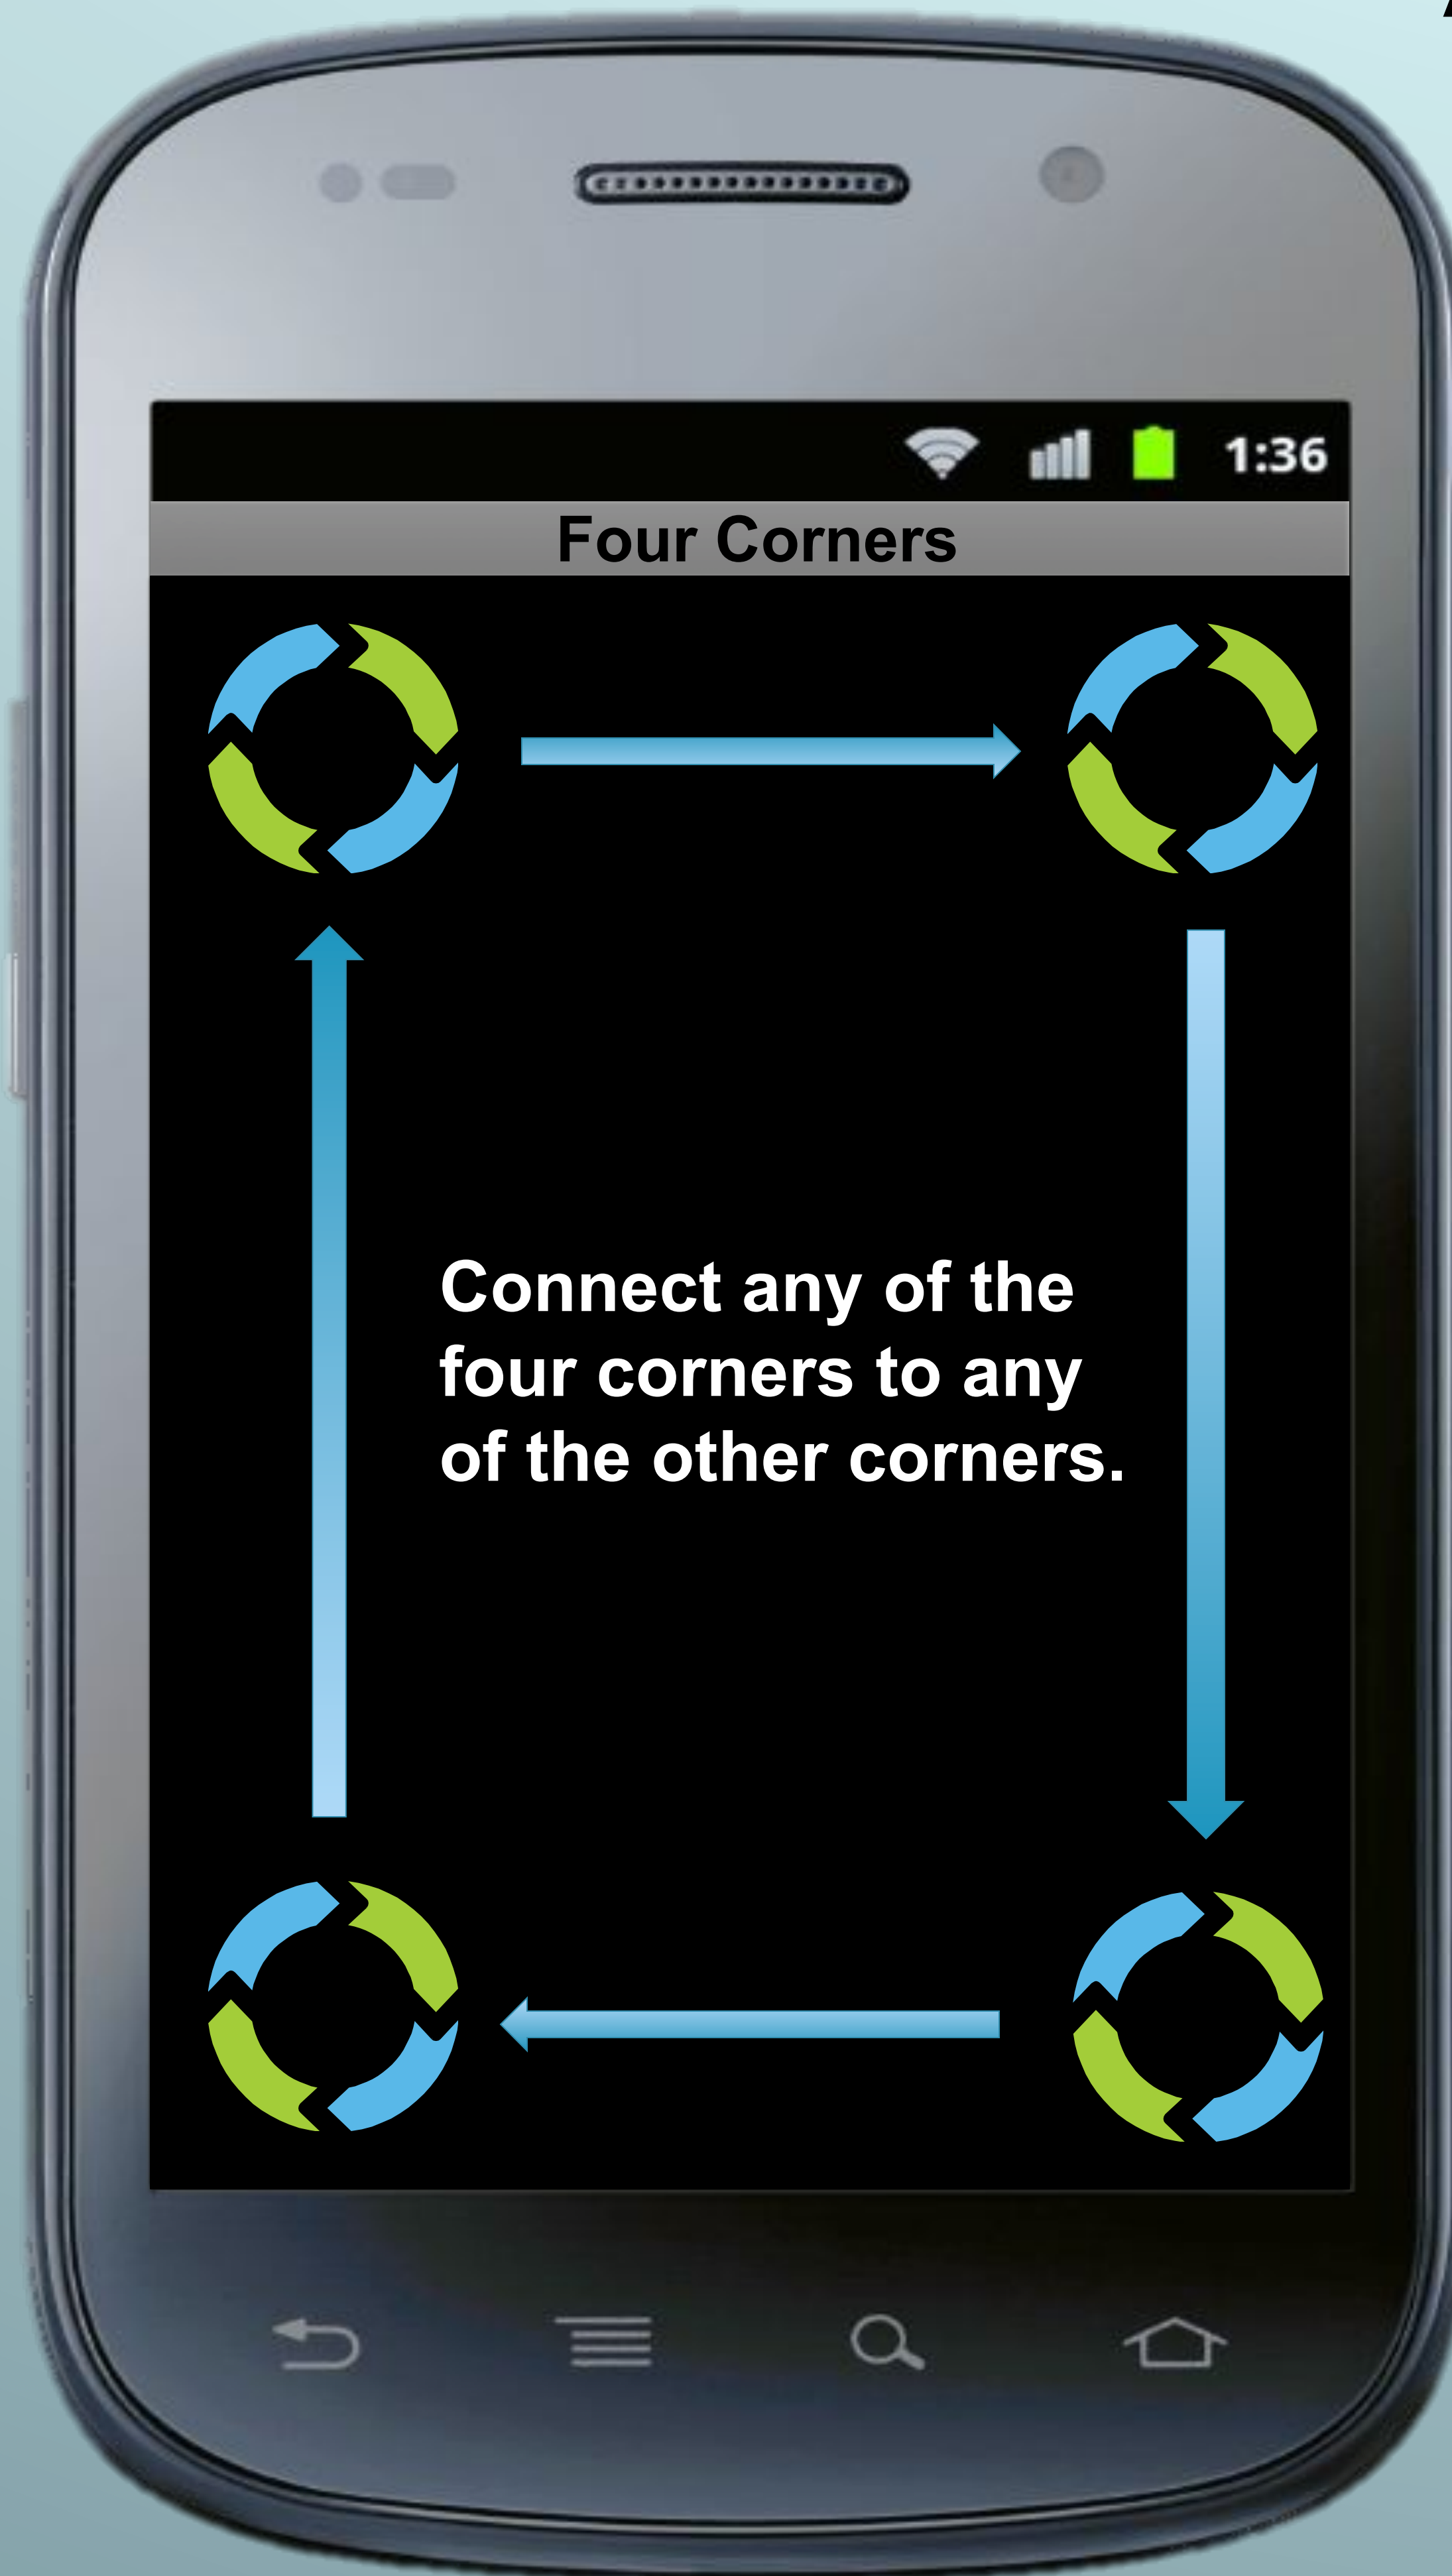 1:36
Four Corners
Connect any of the
four corners to any
of the other corners.